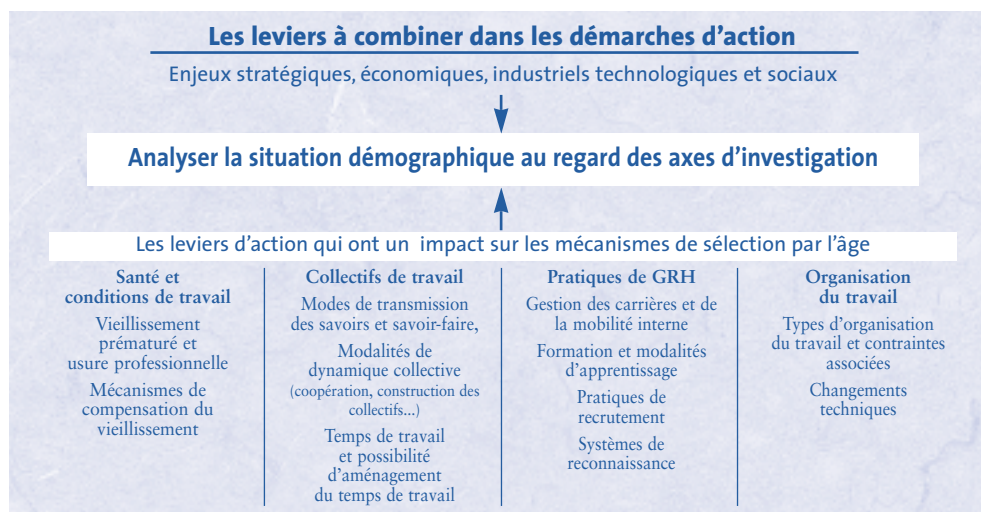 Les leviers à combiner dans les démarches d’action
Enjeux stratégiques, économiques, industriels technologiques et sociaux
Analyser la situation démographique au regard des axes d’investigation
Les leviers d’action qui ont un impact sur les mécanismes de sélection par l’âge
Santé et
conditions de travail
Vieillissement
prématuré et
usure professionnelle
Mécanismes de
compensation du
vieillissement
Collectifs de travail
Modes de transmission
des savoirs et savoir-faire,
Modalités de
dynamique collective
(coopération, construction des
collectifs...)
Temps de travail
et possibilité
d’aménagement
du temps de travail
Pratiques de GRH
Gestion des carrières et de
la mobilité interne
Formation et modalités
d’apprentissage
Pratiques de
recrutement
Systèmes de
reconnaissance
Organisation
du travail
Types d’organisation
du travail et contraintes
associées
Changements
techniques